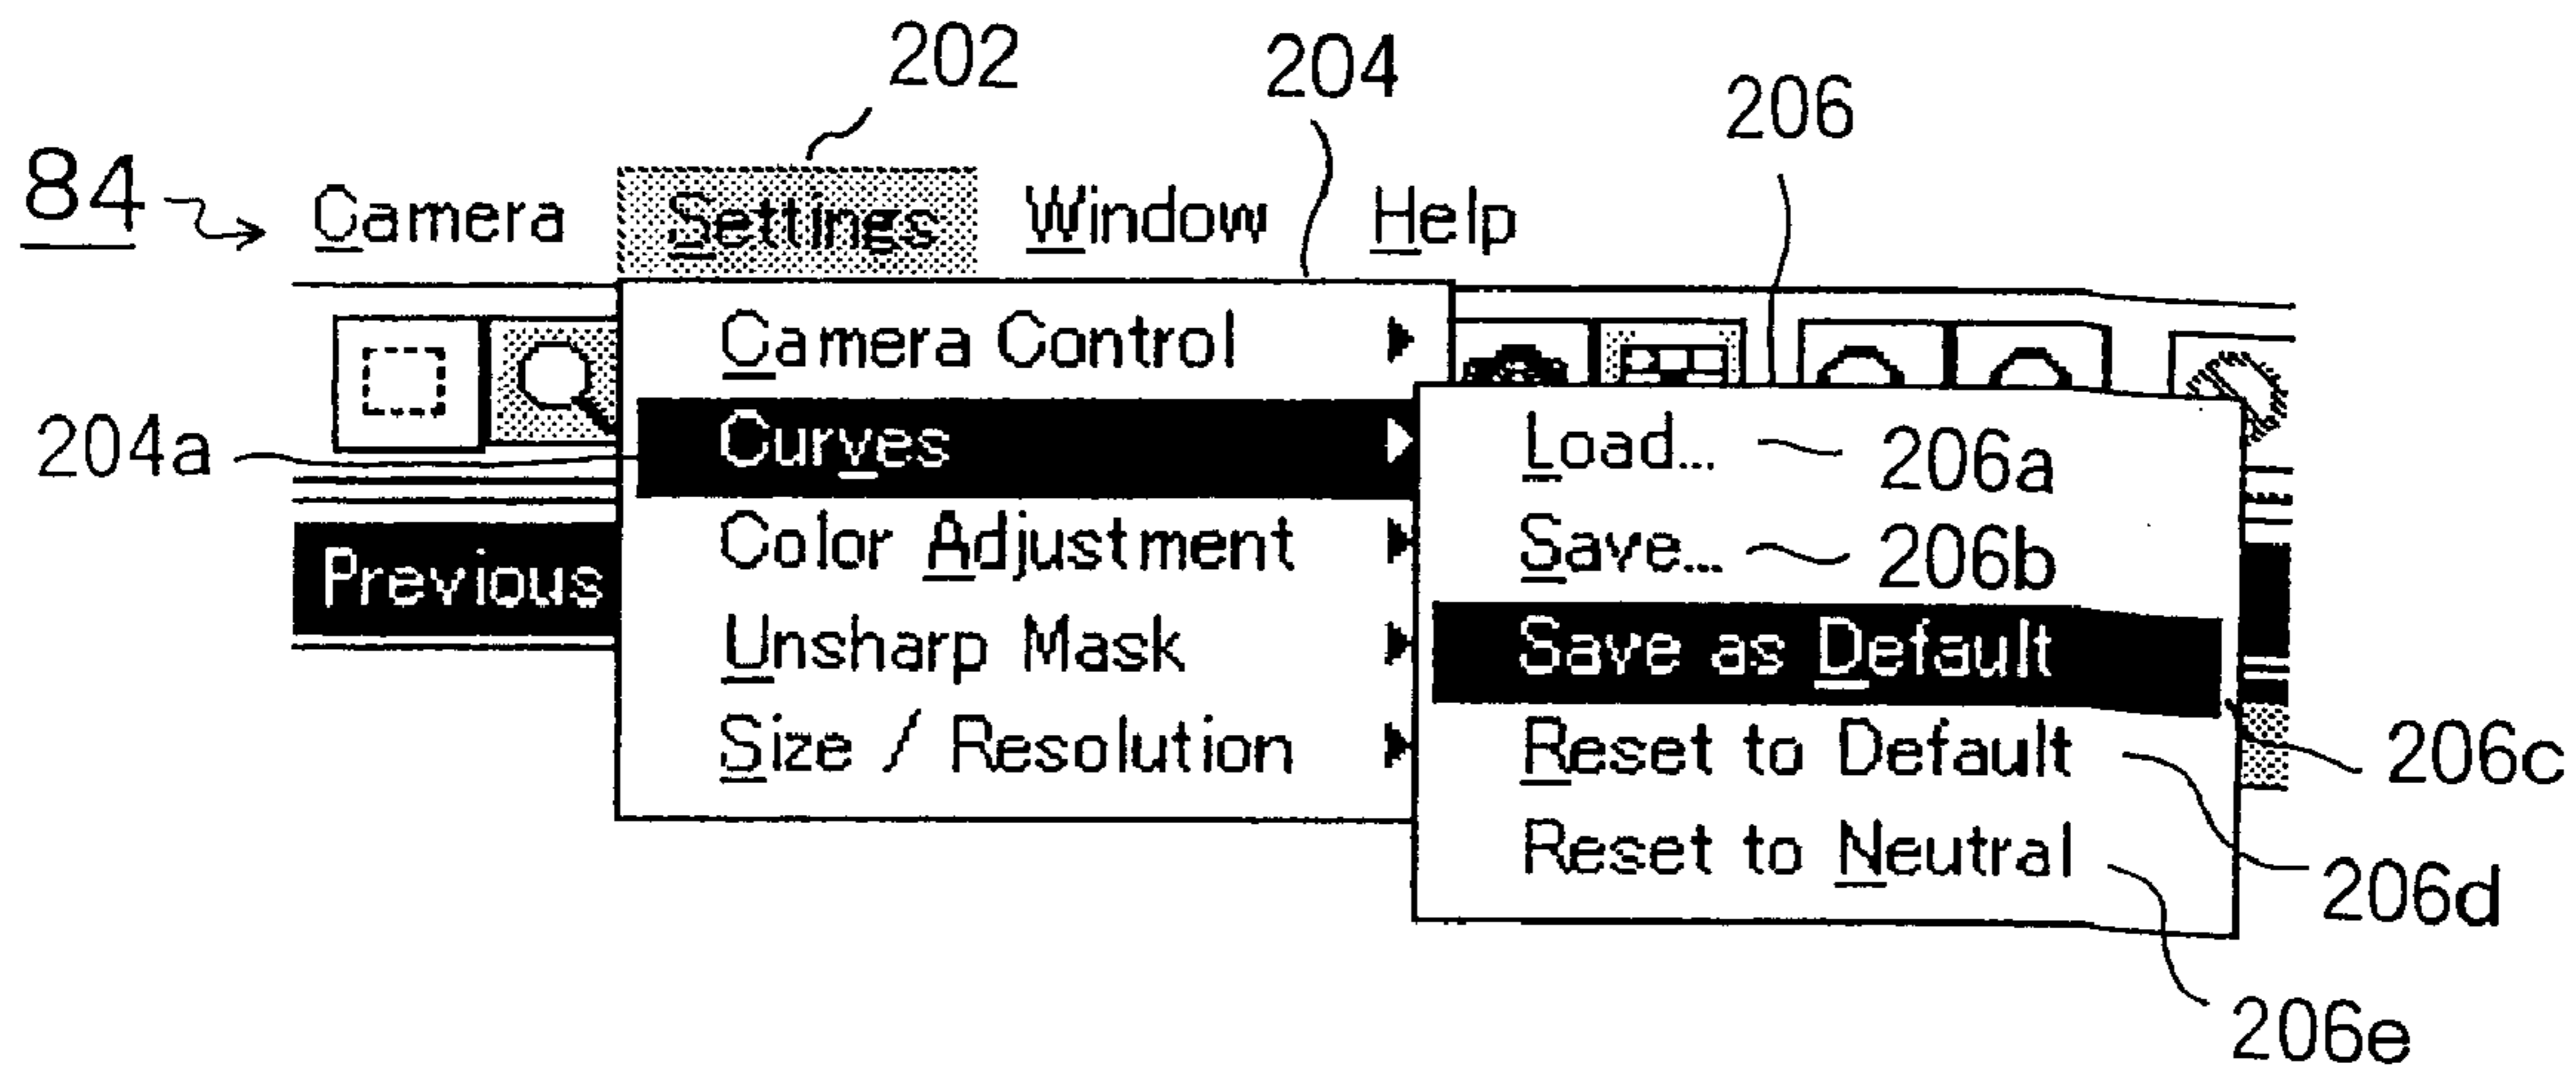 202
204
206
84
Camera Settings Window Help
Camera Control
204a
Curves
Load... 206a
Color Adjustment
Save... 206b
Previous
Unsharp Mask
Save as Default
206c
Size / Resolution
Reset to Default
206d
Reset to Neutral
206e